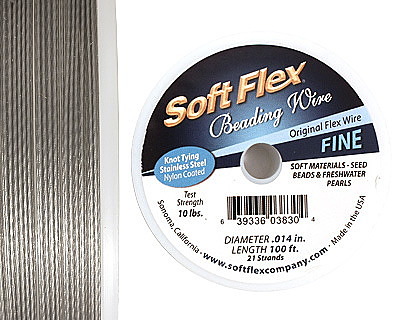 Soft Flex
Beading Wire
Original Flex Wire
FINE
Knot Tying
Stainless Steel
Nylon Coated
SOFT MATERIALS - SEED
BEADS & FRESHWATER
PEARLS
Test
Strength
10 lbs.
6 39336 03830 4
DIAMETER .014 in.
LENGTH 100 ft.
21 Strands
Sonoma, California - www.softflexcompany.com - Made in the USA